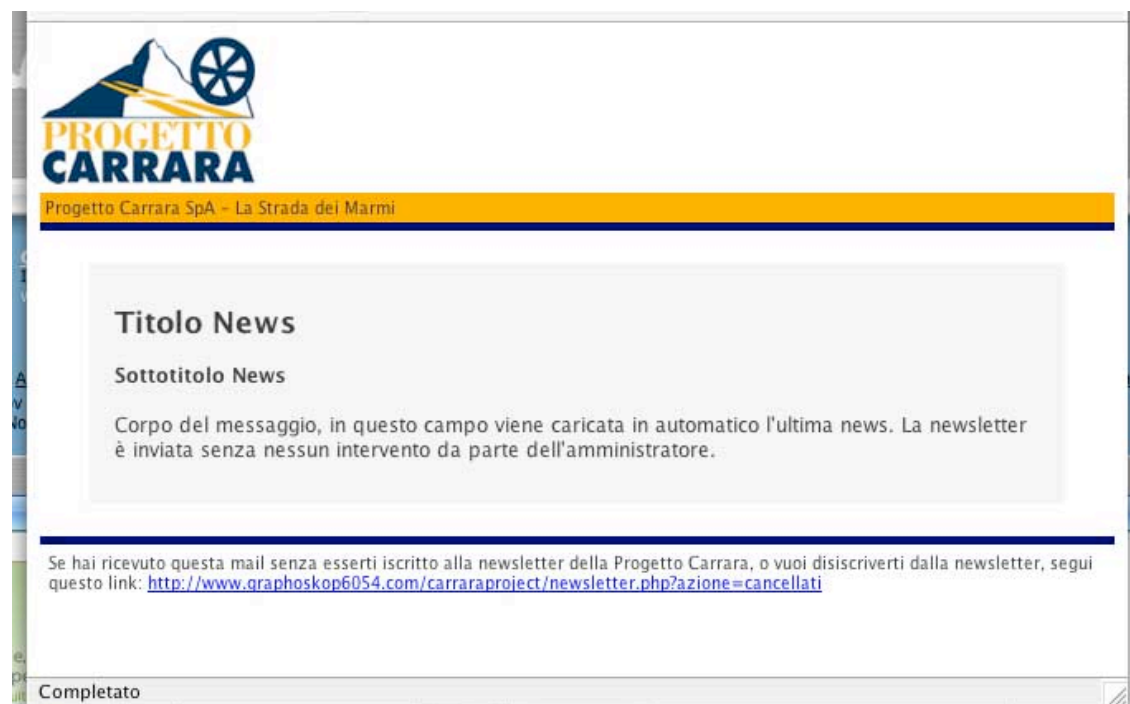 PROGETTO
CARRARA
Progetto Carrara SpA – La Strada dei Marmi
Titolo News
Sottotitolo News
Corpo del messaggio, in questo campo viene caricata in automatico l'ultima news. La newsletter
è inviata senza nessun intervento da parte dell'amministratore.
Se hai ricevuto questa mail senza esserti iscritto alla newsletter della Progetto Carrara, o vuoi disiscriverti dalla newsletter, segui
questo link: http://www.graphoskop6054.com/carraraproject/newsletter.php?azione=cancellati
Completato